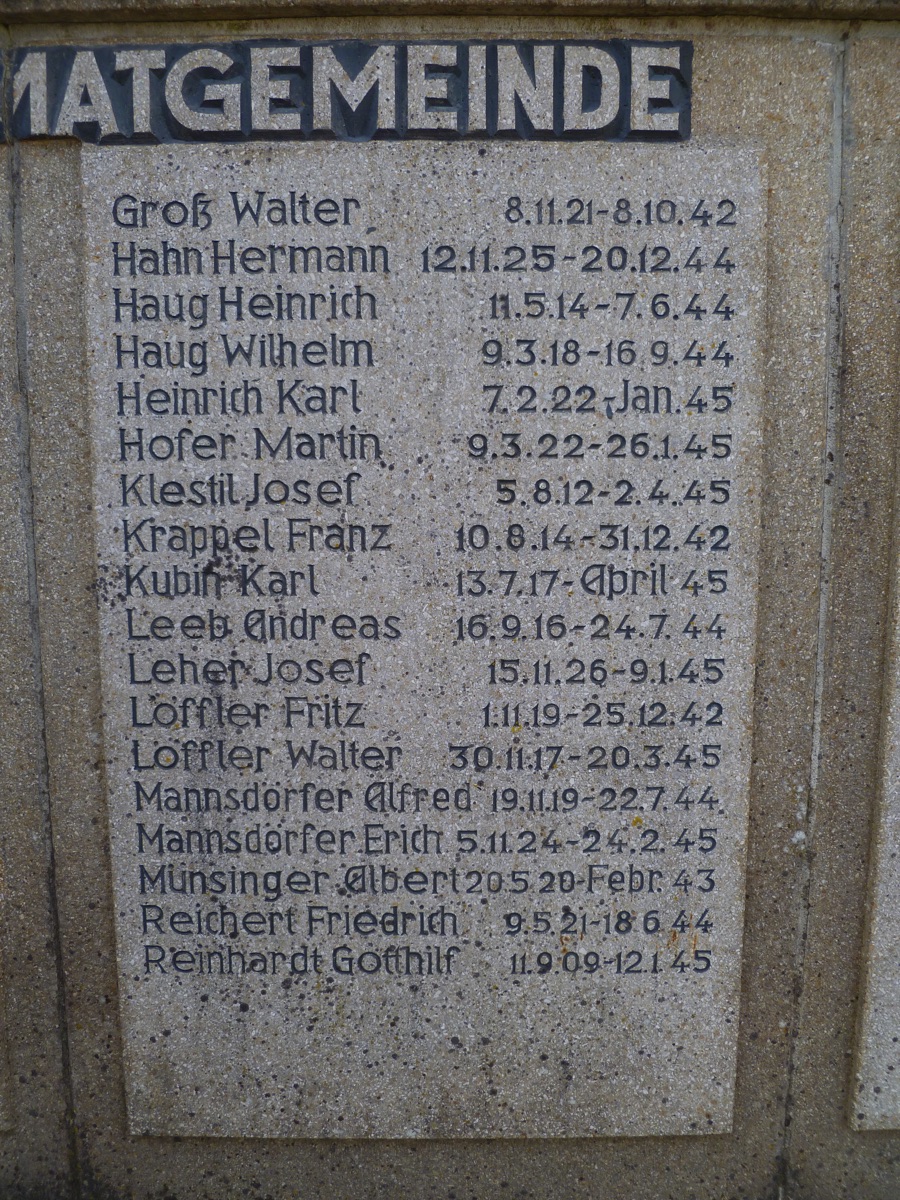 MATGEMEINDE
Groß Walter 8.11.21-8.10.42
Hahn Hermann 12.11.25-20.12.44
Haug Heinrich 11.5.14-7.6.44
Haug Wilhelm 9.3.18-16.9.44
Heinrich Karl 7.2.22-Jan.45
Hofer Martin 9.3.22-26.1.45
Klestil Josef 5.8.12-2.4.45
Krappel Franz 10.8.14-31.12.42
Kubin Karl 13.7.17-April 45
Leeb Andreas 16.9.16-24.7.44
Leher Josef 15.11.26-9.1.45
Löffler Fritz 1.11.19-25.12.42
Löffler Walter 30.11.17-20.3.45
Mannsdörfer Alfred 19.11.19-22.7.44
Mannsdörfer Erich 5.11.24-24.2.45
Münsinger Albert 20.5.20-Febr. 43
Reichert Friedrich 9.5.21-18.6.44
Reinhardt Gotthilf 11.9.09-12.1.45